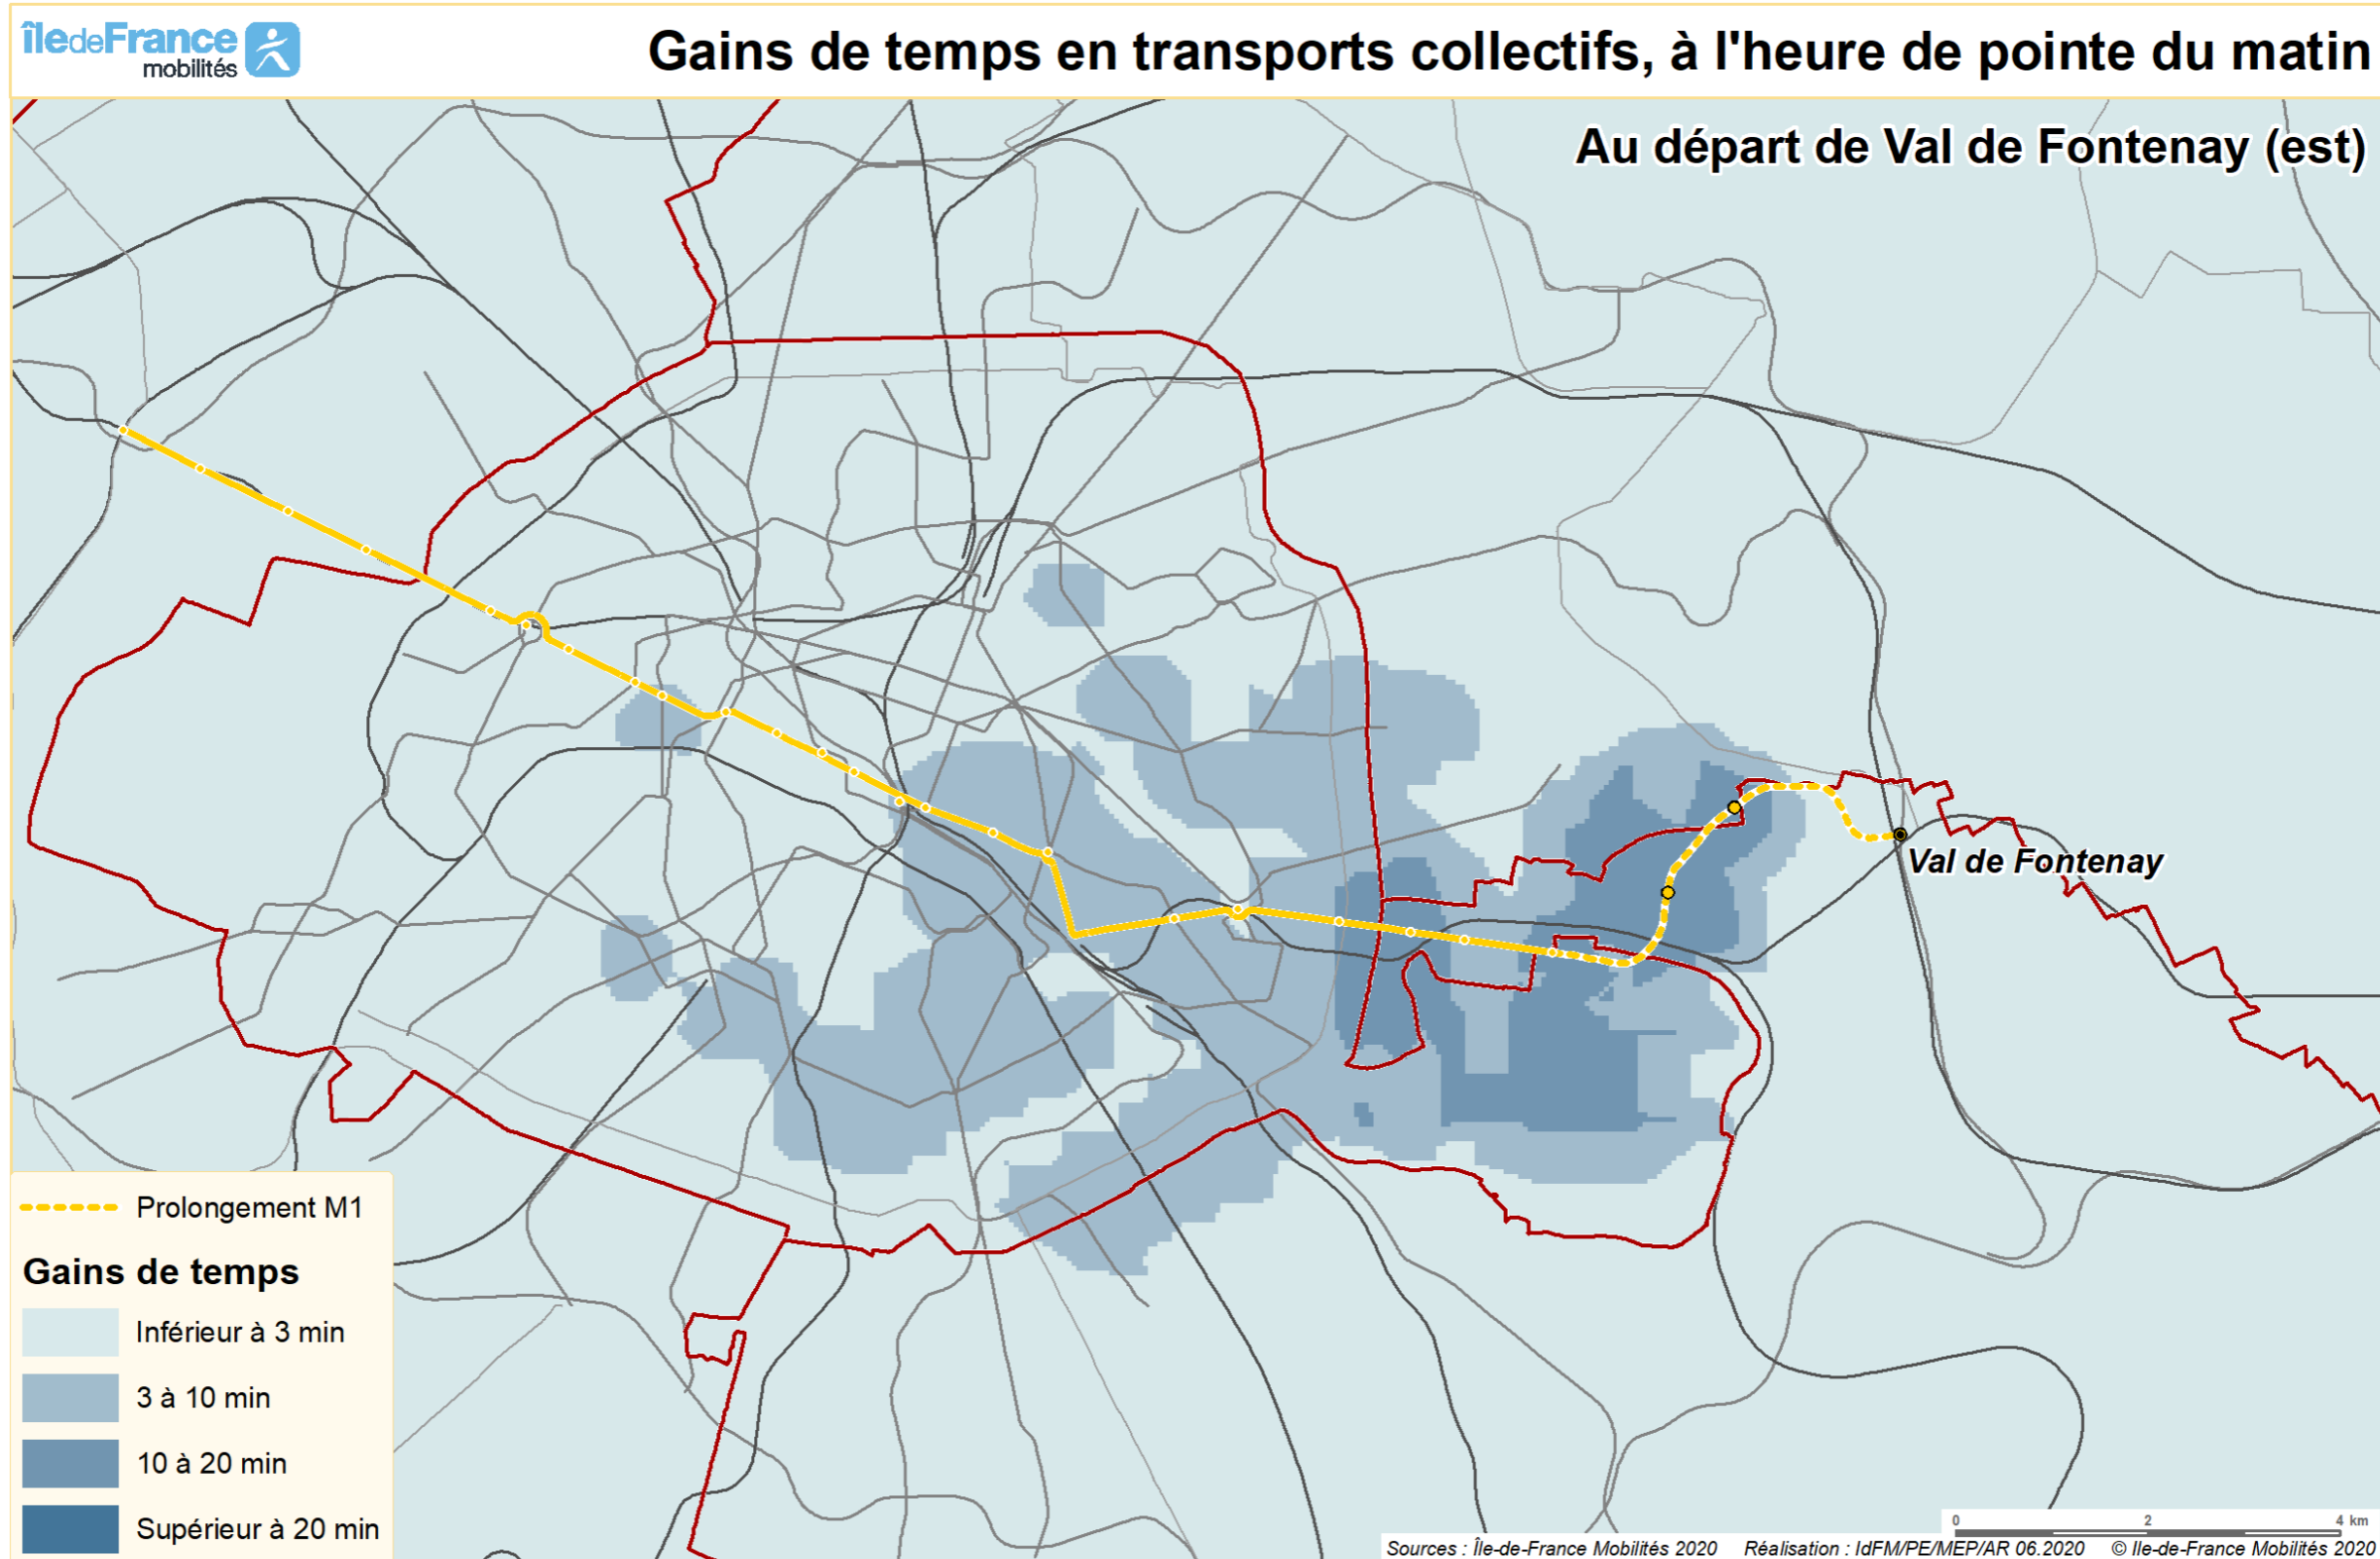 îledeFrance
mobilités
Gains de temps en transports collectifs, à l'heure de pointe du matin
Au départ de Val de Fontenay (est)
Val de Fontenay
Prolongement M1
Gains de temps
Inférieur à 3 min
3 à 10 min
10 à 20 min
Supérieur à 20 min
0 2 4 km
Sources : Île-de-France Mobilités 2020 Réalisation : IdFM/PE/MEP/AR 06.2020 © Ile-de-France Mobilités 2020